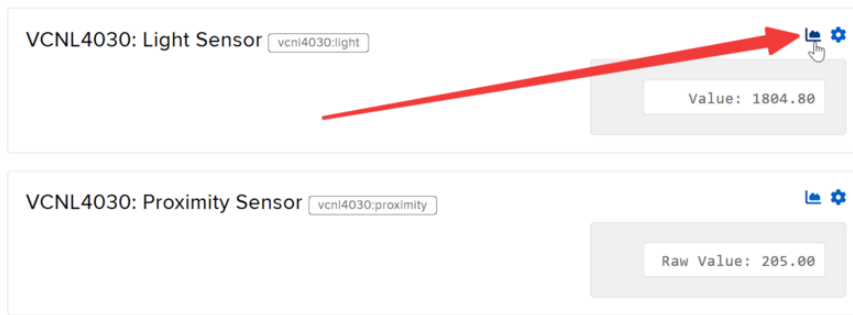 VCNL4030: Light Sensor vcnl4030:light
Value: 1804.80
VCNL4030: Proximity Sensor vcnl4030:proximity
Raw Value: 205.00